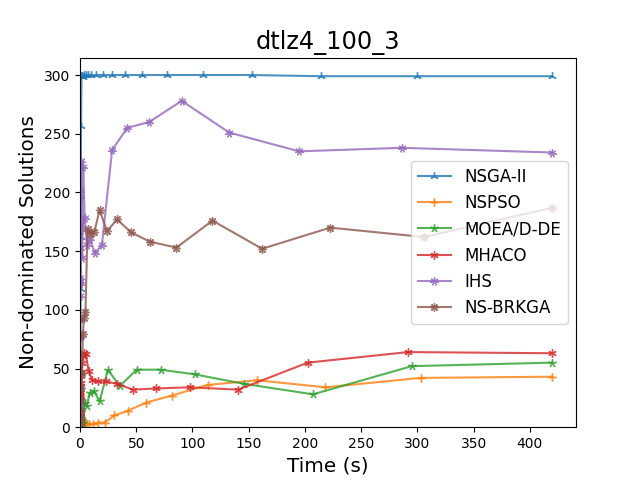 dtlz4_100_3
Non-dominated Solutions
300
250
200
150
100
50
0
0 50 100 150 200 250 300 350 400
Time (s)
NSGA-II
NSPSO
MOEA/D-DE
MHACO
IHS
NS-BRKGA